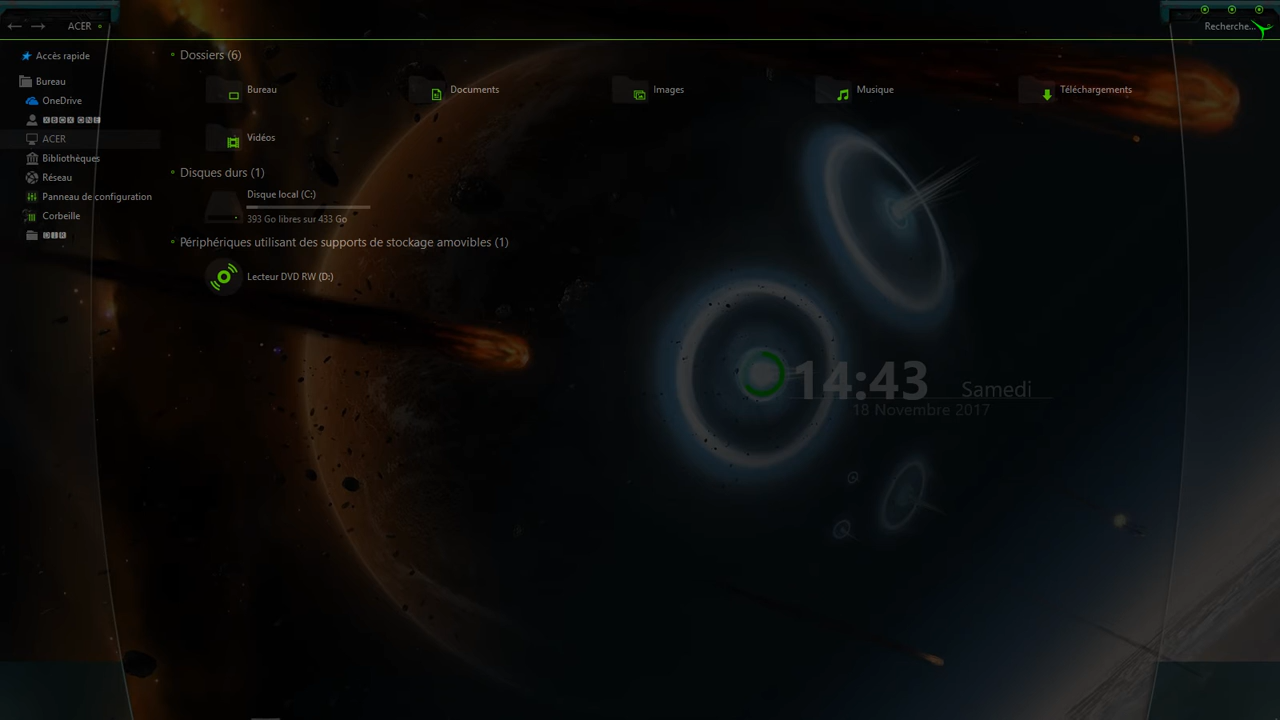 ACER
Recherche...
Accès rapide
Bureau
OneDrive
XBOX ONE
ACER
Bibliothèques
Réseau
Panneau de configuration
Corbeille
Dossiers (6)
Bureau
Documents
Images
Musique
Téléchargements
Vidéos
Disques durs (1)
Disque local (C:)
393 Go libres sur 433 Go
Périphériques utilisant des supports de stockage amovibles (1)
Lecteur DVD RW (D:)
14:43
Samedi
18 Novembre 2017